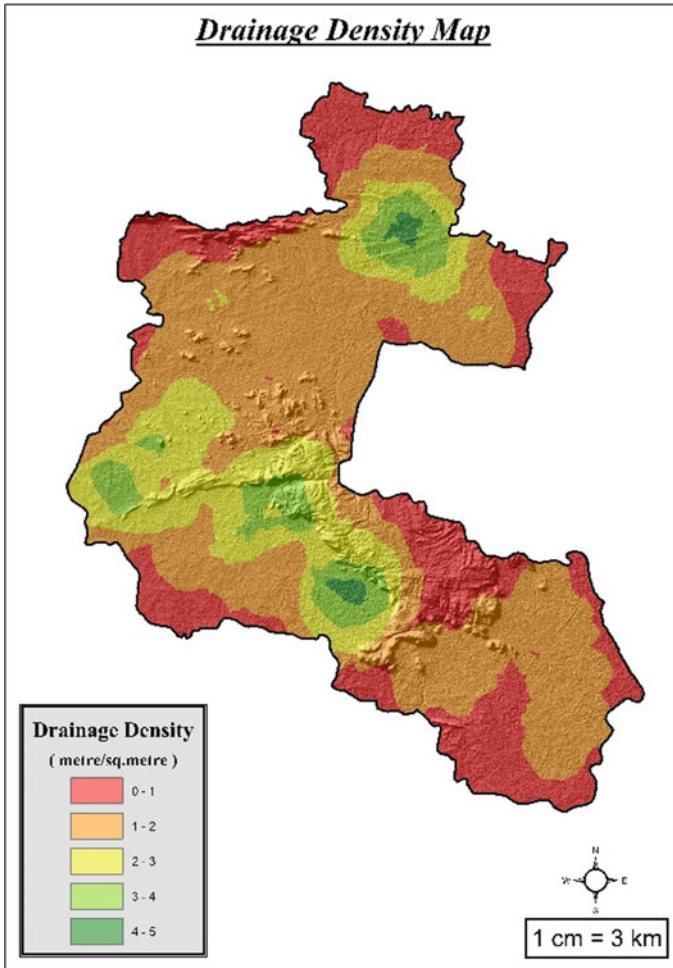 Drainage Density Map
Drainage Density
( metre/sq.metre )
0 - 1
1 - 2
2 - 3
3 - 4
4 - 5
N
W E
S
1 cm = 3 km